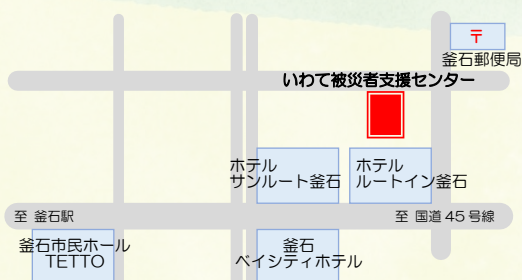 〒
釜石郵便局
いわて被災者支援センター
ホテル
サンルート釜石
ホテル
ルートイン釜石
至 釜石駅
至 国道45号線
釜石市民ホール
TETTO
釜石
ベイシティホテル